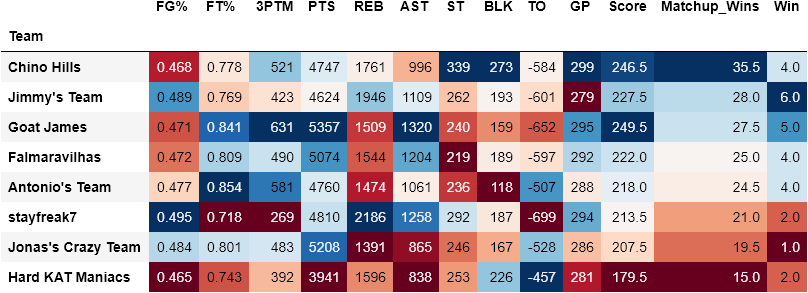 FG% FT% 3PTM PTS REB AST ST BLK TO GP Score Matchup_Wins Win
Team
Chino Hills 0.468 0.778 521 4747 1761 996 339 273 -584 299 246.5 35.5 4.0
Jimmy's Team 0.489 0.769 423 4624 1946 1109 262 193 -601 279 227.5 28.0 6.0
Goat James 0.471 0.841 631 5357 1509 1320 240 159 -652 295 249.5 27.5 5.0
Falmaravilhas 0.472 0.809 490 5074 1544 1204 219 189 -597 292 222.0 25.0 4.0
Antonio's Team 0.477 0.854 581 4760 1474 1061 236 118 -507 288 218.0 24.5 4.0
stayfreak7 0.495 0.718 269 4810 2186 1258 292 187 -699 294 213.5 21.0 2.0
Jonas's Crazy Team 0.484 0.801 483 5208 1391 865 246 167 -528 286 207.5 19.5 1.0
Hard KAT Maniacs 0.465 0.743 392 3941 1596 838 253 226 -457 281 179.5 15.0 2.0